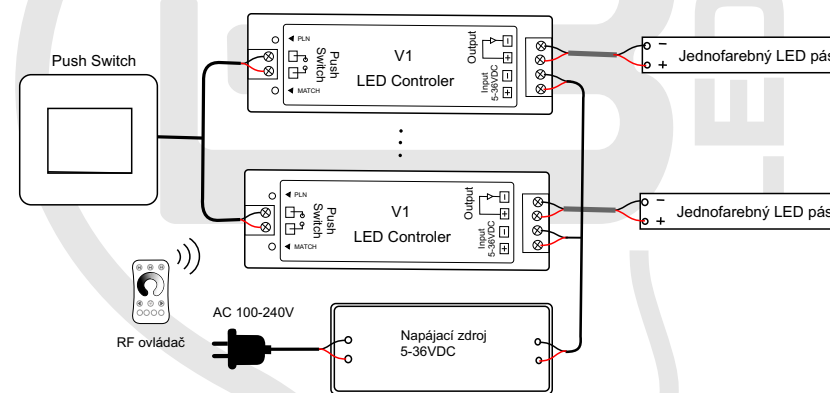 Push Switch
PLN
Push
Switch
MATCH
V1
LED Controler
Output
Input
5-36VDC
Jednofarebný LED pás
PLN
Push
Switch
MATCH
V1
LED Controler
Output
Input
5-36VDC
Jednofarebný LED pás
RF ovládač
AC 100-240V
Napájací zdroj
5-36VDC
LED